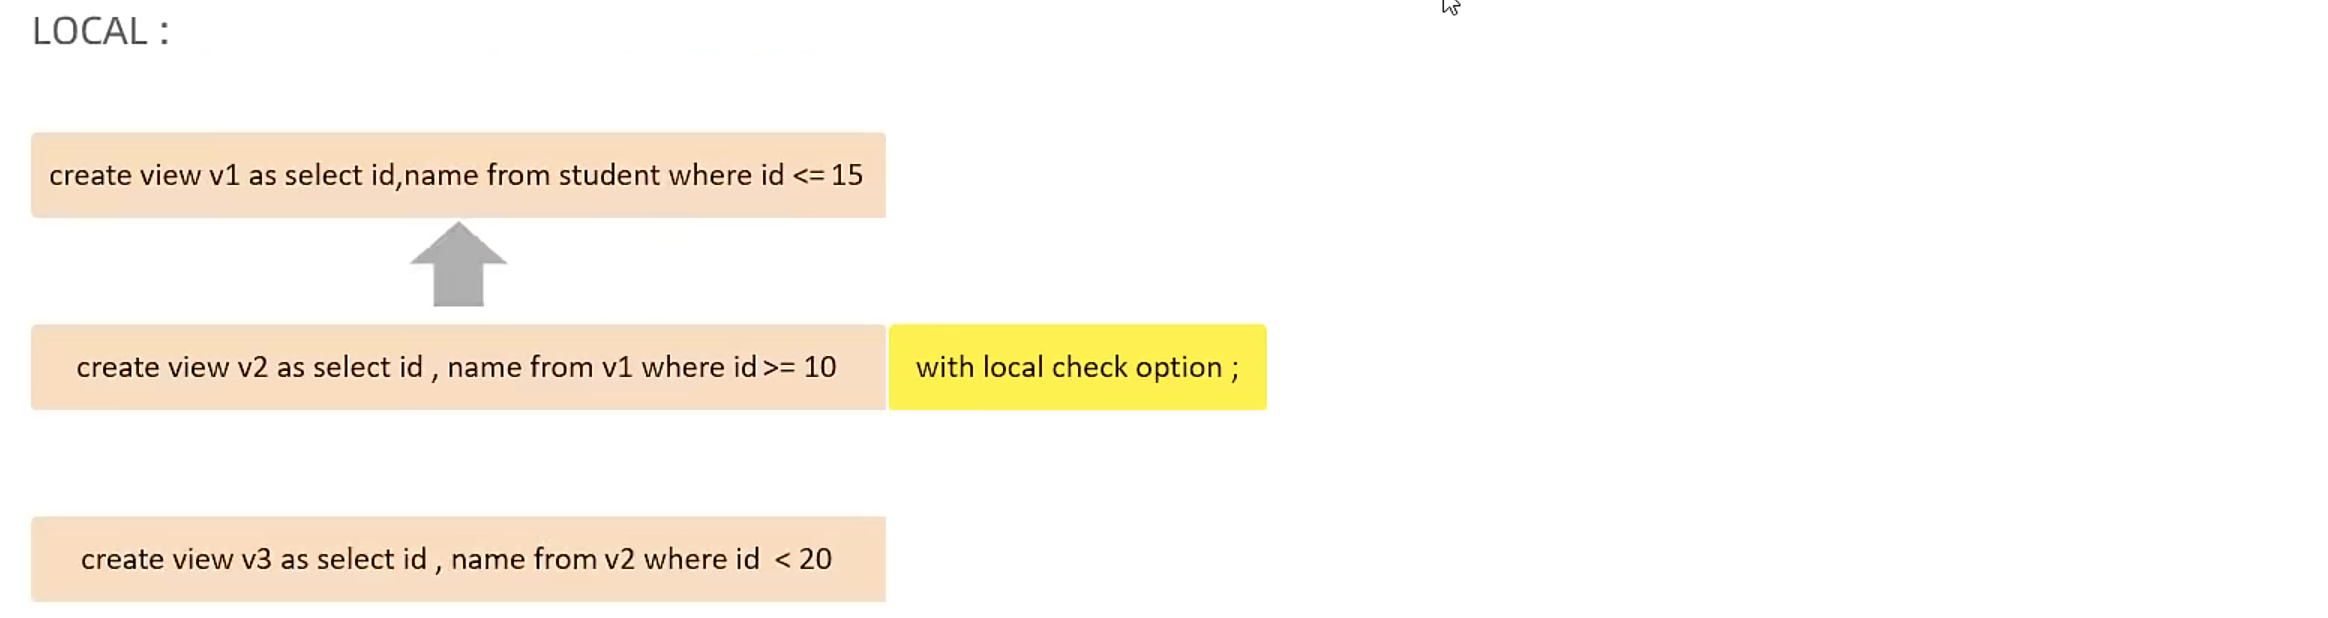 LOCAL :
create view v1 as select id,name from student where id <= 15
create view v2 as select id , name from v1 where id >= 10 with local check option ;
create view v3 as select id , name from v2 where id < 20